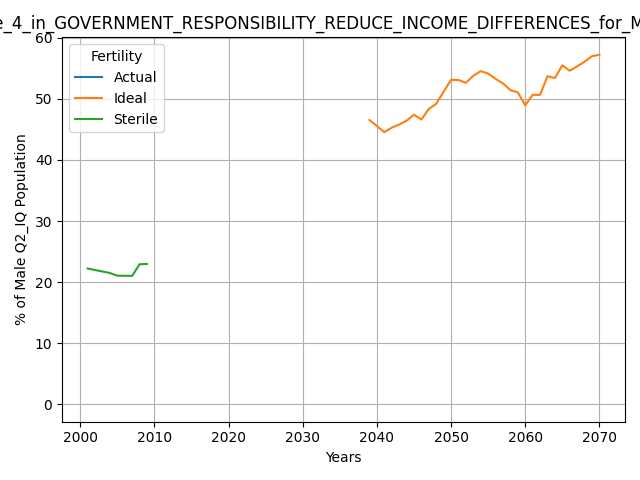 e_4_in_GOVERNMENT_RESPONSIBILITY_REDUCE_INCOME_DIFFERENCES_for_M
Fertility
Actual
Ideal
Sterile
% of Male Q2_IQ Population
60
50
40
30
20
10
0
2000 2010 2020 2030 2040 2050 2060 2070
Years